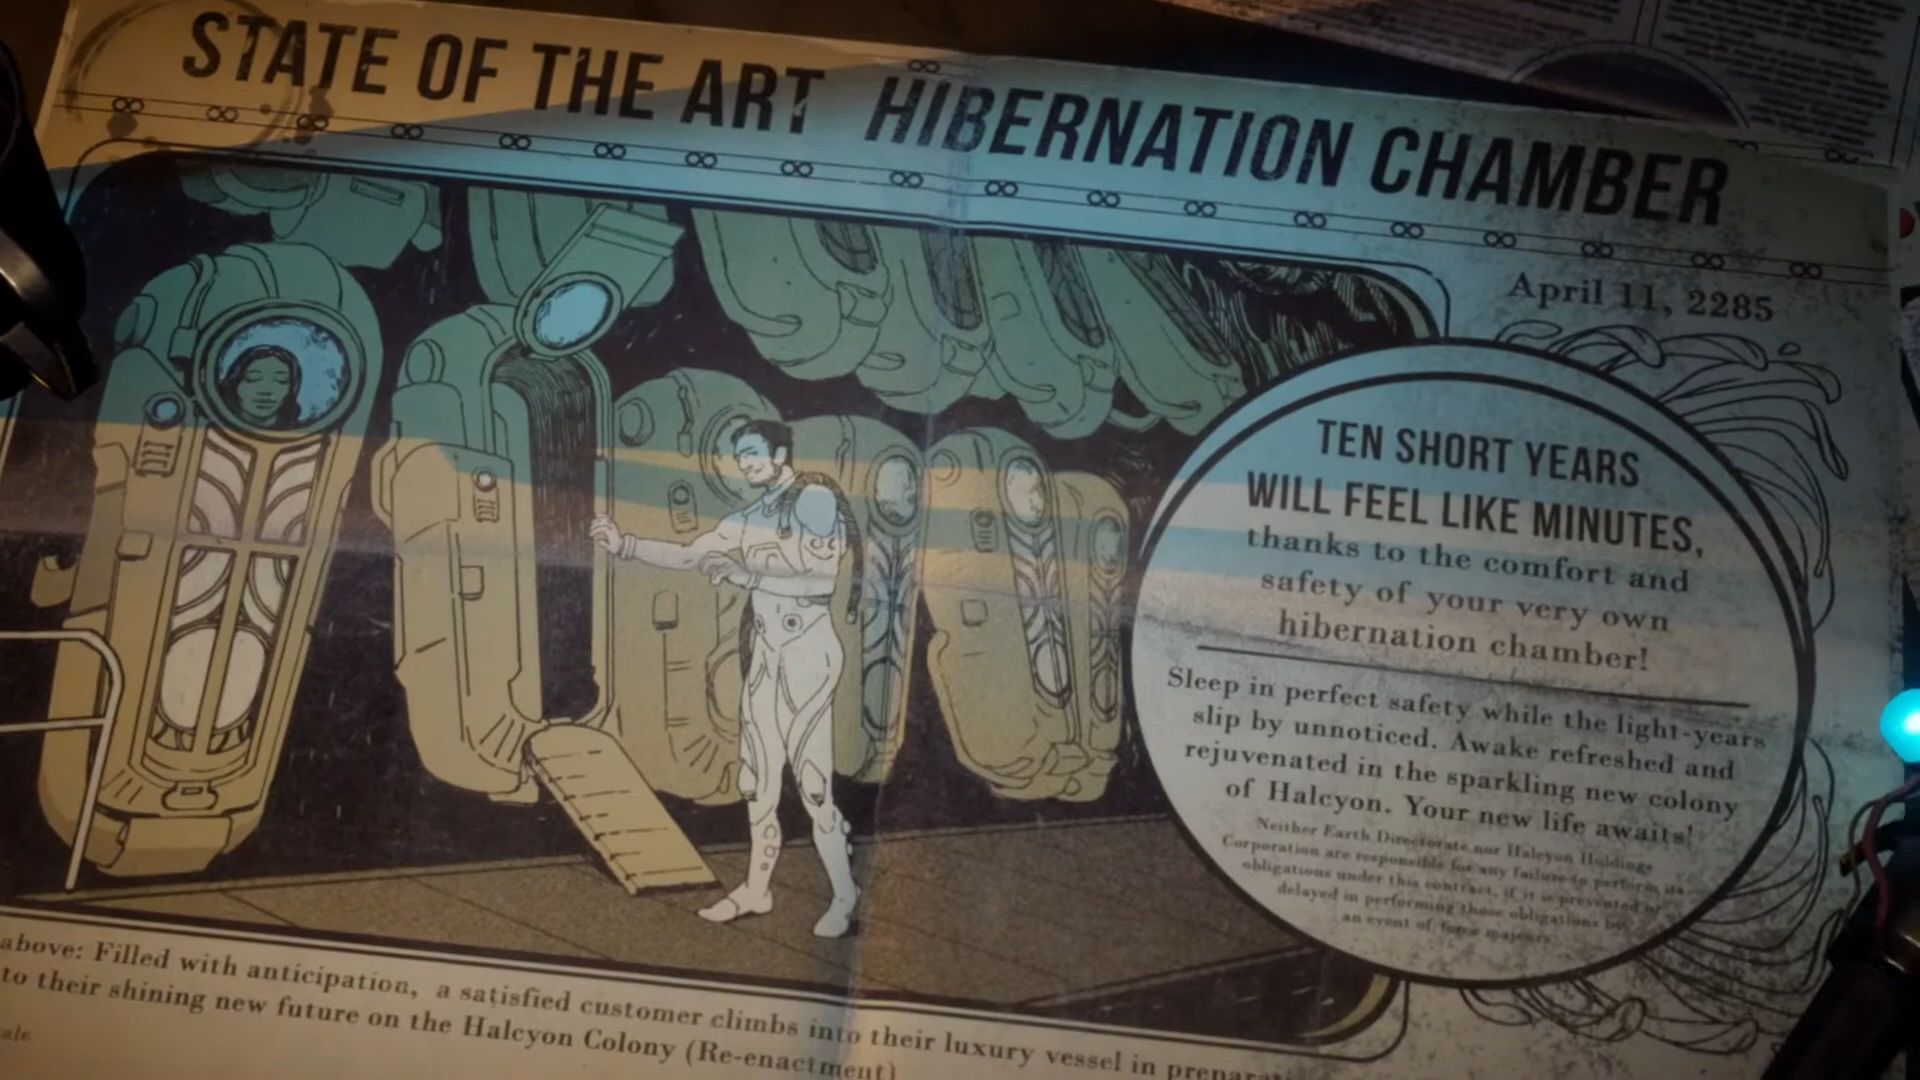 STATE OF THE ART HIBERNATION CHAMBER
April 11, 2285
TEN SHORT YEARS
WILL FEEL LIKE MINUTES,
thanks to the comfort and
safety of your very own
hibernation chamber!
Sleep in perfect safety while the light-years
slip by unnoticed. Awake refreshed and
rejuvenated in the sparkling new colony
of Halcyon. Your new life awaits!
Neither Earth Directorate nor Halcyon Holdings
Corporation are responsible for any failure to perform its
obligations under this contract, if it is prevented or
delayed in performing those obligations by
an event of force majeure.
above: Filled with anticipation, a satisfied customer climbs into their luxury vessel in
to their shining new future on the Halcyon Colony (Re-enactment)